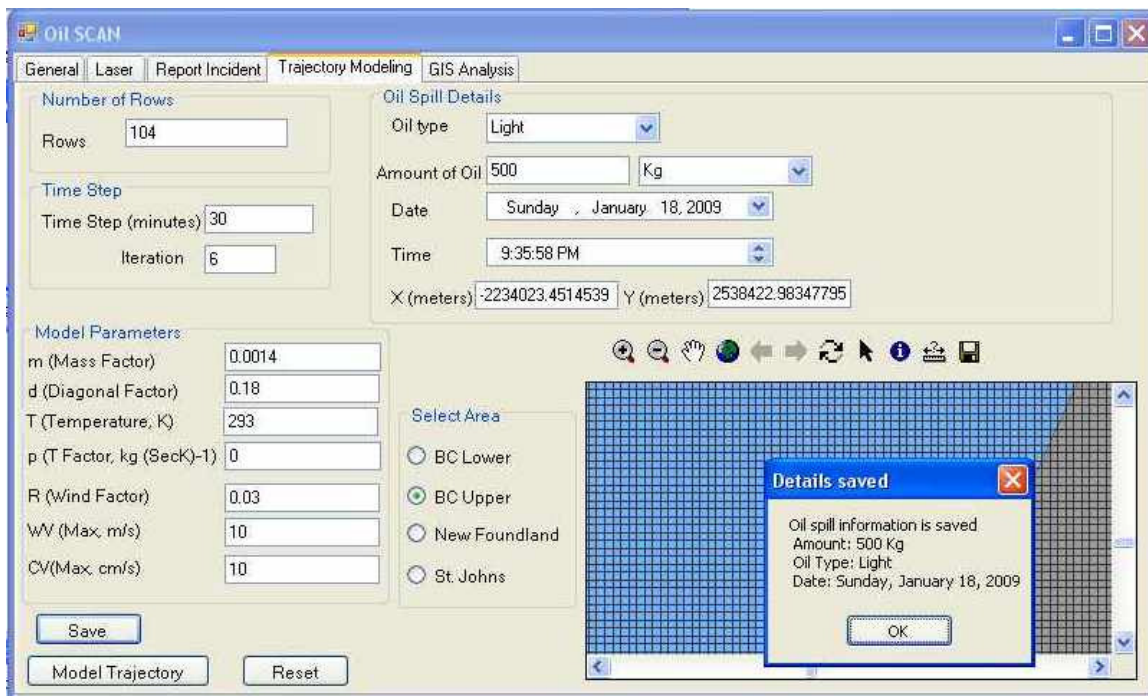 Oil SCAN
General Laser Report Incident Trajectory Modeling GIS Analysis
Number of Rows
Rows 104
Time Step
Time Step (minutes) 30
Iteration 6
Oil Spill Details
Oil type Light
Amount of Oil 500 Kg
Date Sunday , January 18, 2009
Time 9:35:58 PM
X (meters) -2234023.4514539 Y (meters) 2538422.98347795
Model Parameters
m (Mass Factor) 0.0014
d (Diagonal Factor) 0.18
T (Temperature, K) 293
p (T Factor, kg (SecK)-1) 0
R (Wind Factor) 0.03
WV (Max, m/s) 10
CV(Max, cm/s) 10
Save
Model Trajectory Reset
Select Area
BC Lower
BC Upper
New Foundland
St. Johns
Details saved
Oil spill information is saved
Amount: 500 Kg
Oil Type: Light
Date: Sunday, January 18, 2009
OK